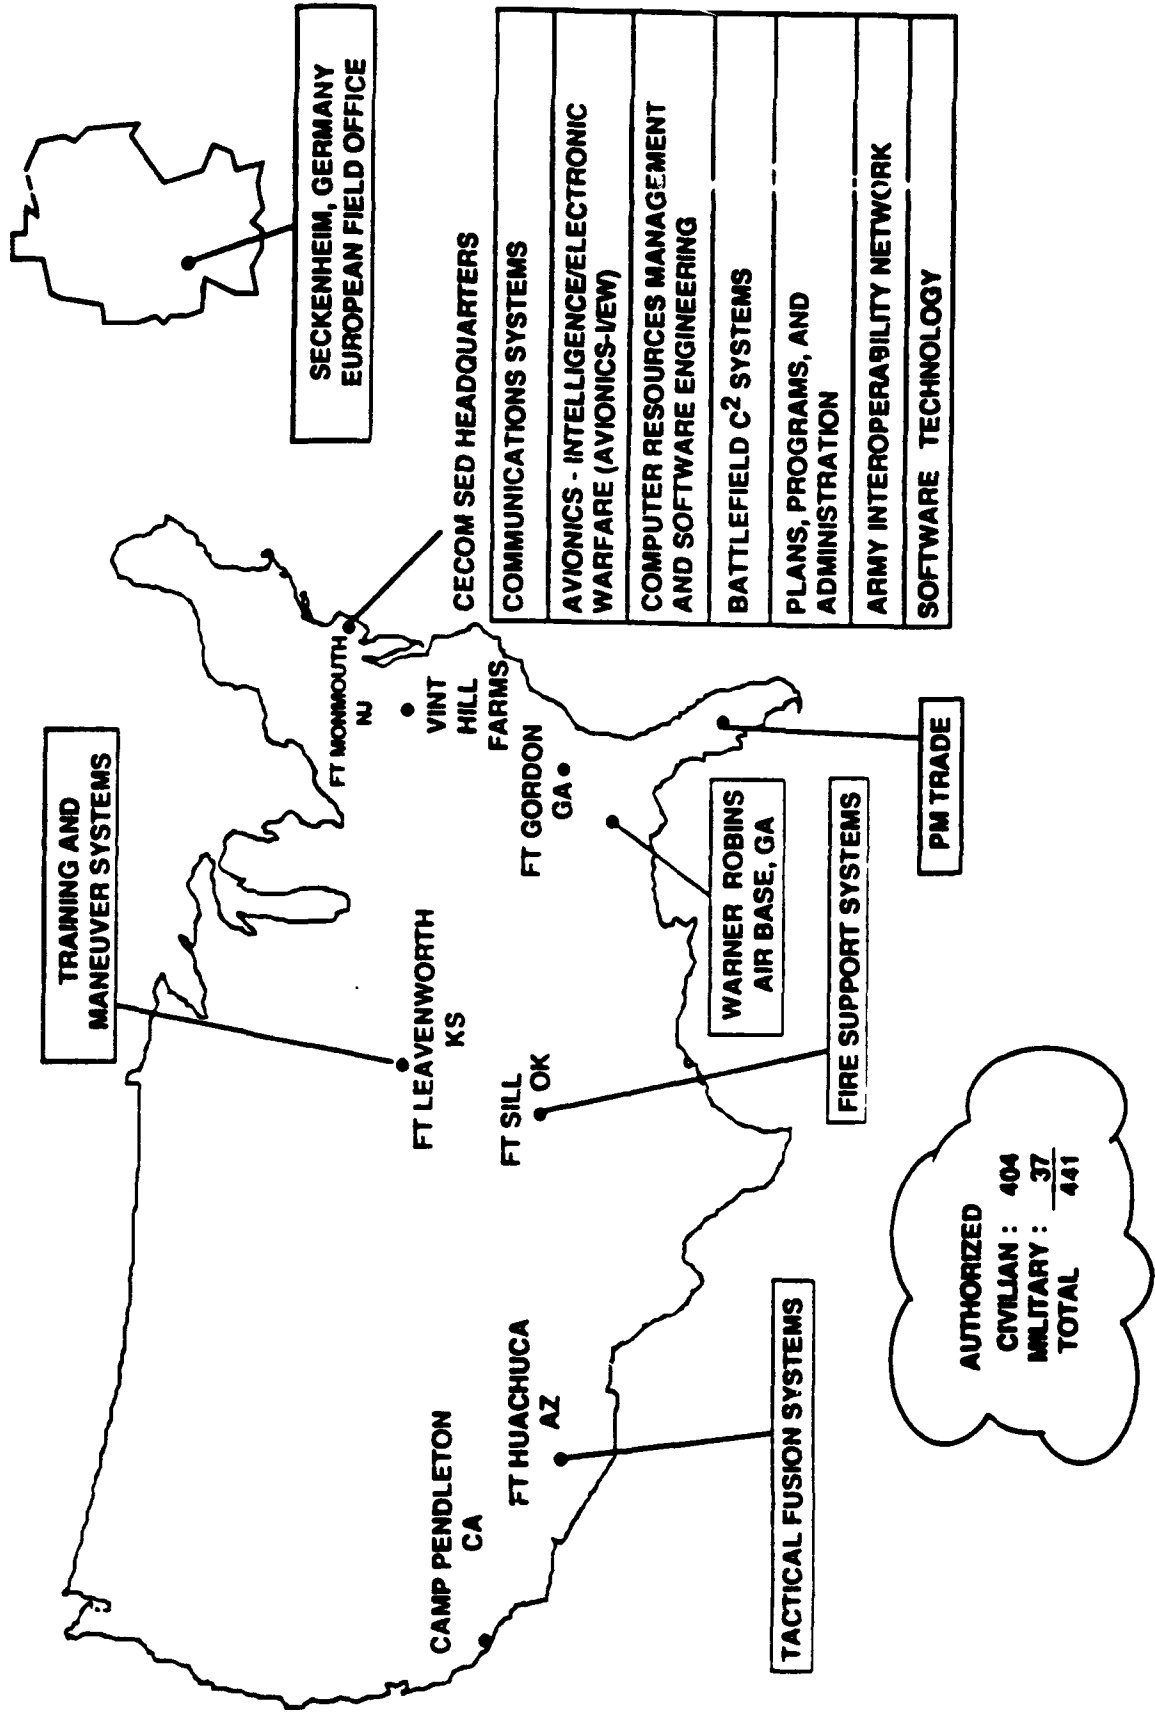 TRAINING AND
MANEUVER SYSTEMS
SECKENHEIM, GERMANY
EUROPEAN FIELD OFFICE
FT MONMOUTH
NJ
VINT
HILL
FARMS
FT LEAVENWORTH
KS
CAMP PENDLETON
CA
FT HUACHUCA
AZ
FT SILL
OK
FT GORDON
GA
WARNER ROBINS
AIR BASE, GA
FIRE SUPPORT SYSTEMS
TACTICAL FUSION SYSTEMS
PM TRADE
CECOM SED HEADQUARTERS
COMMUNICATIONS SYSTEMS
AVIONICS - INTELLIGENCE/ELECTRONIC
WARFARE (AVIONICS-I/EW)
COMPUTER RESOURCES MANAGEMENT
AND SOFTWARE ENGINEERING
BATTLEFIELD C² SYSTEMS
PLANS, PROGRAMS, AND
ADMINISTRATION
ARMY INTEROPERABILITY NETWORK
SOFTWARE TECHNOLOGY
AUTHORIZED
CIVILIAN : 404
MILITARY : 37
TOTAL 441